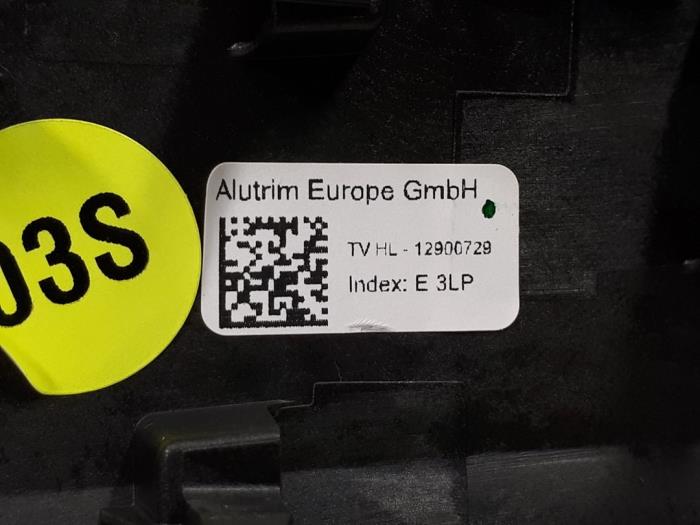 03S
Alutrim Europe GmbH
TV HL - 12900729
Index: E 3LP